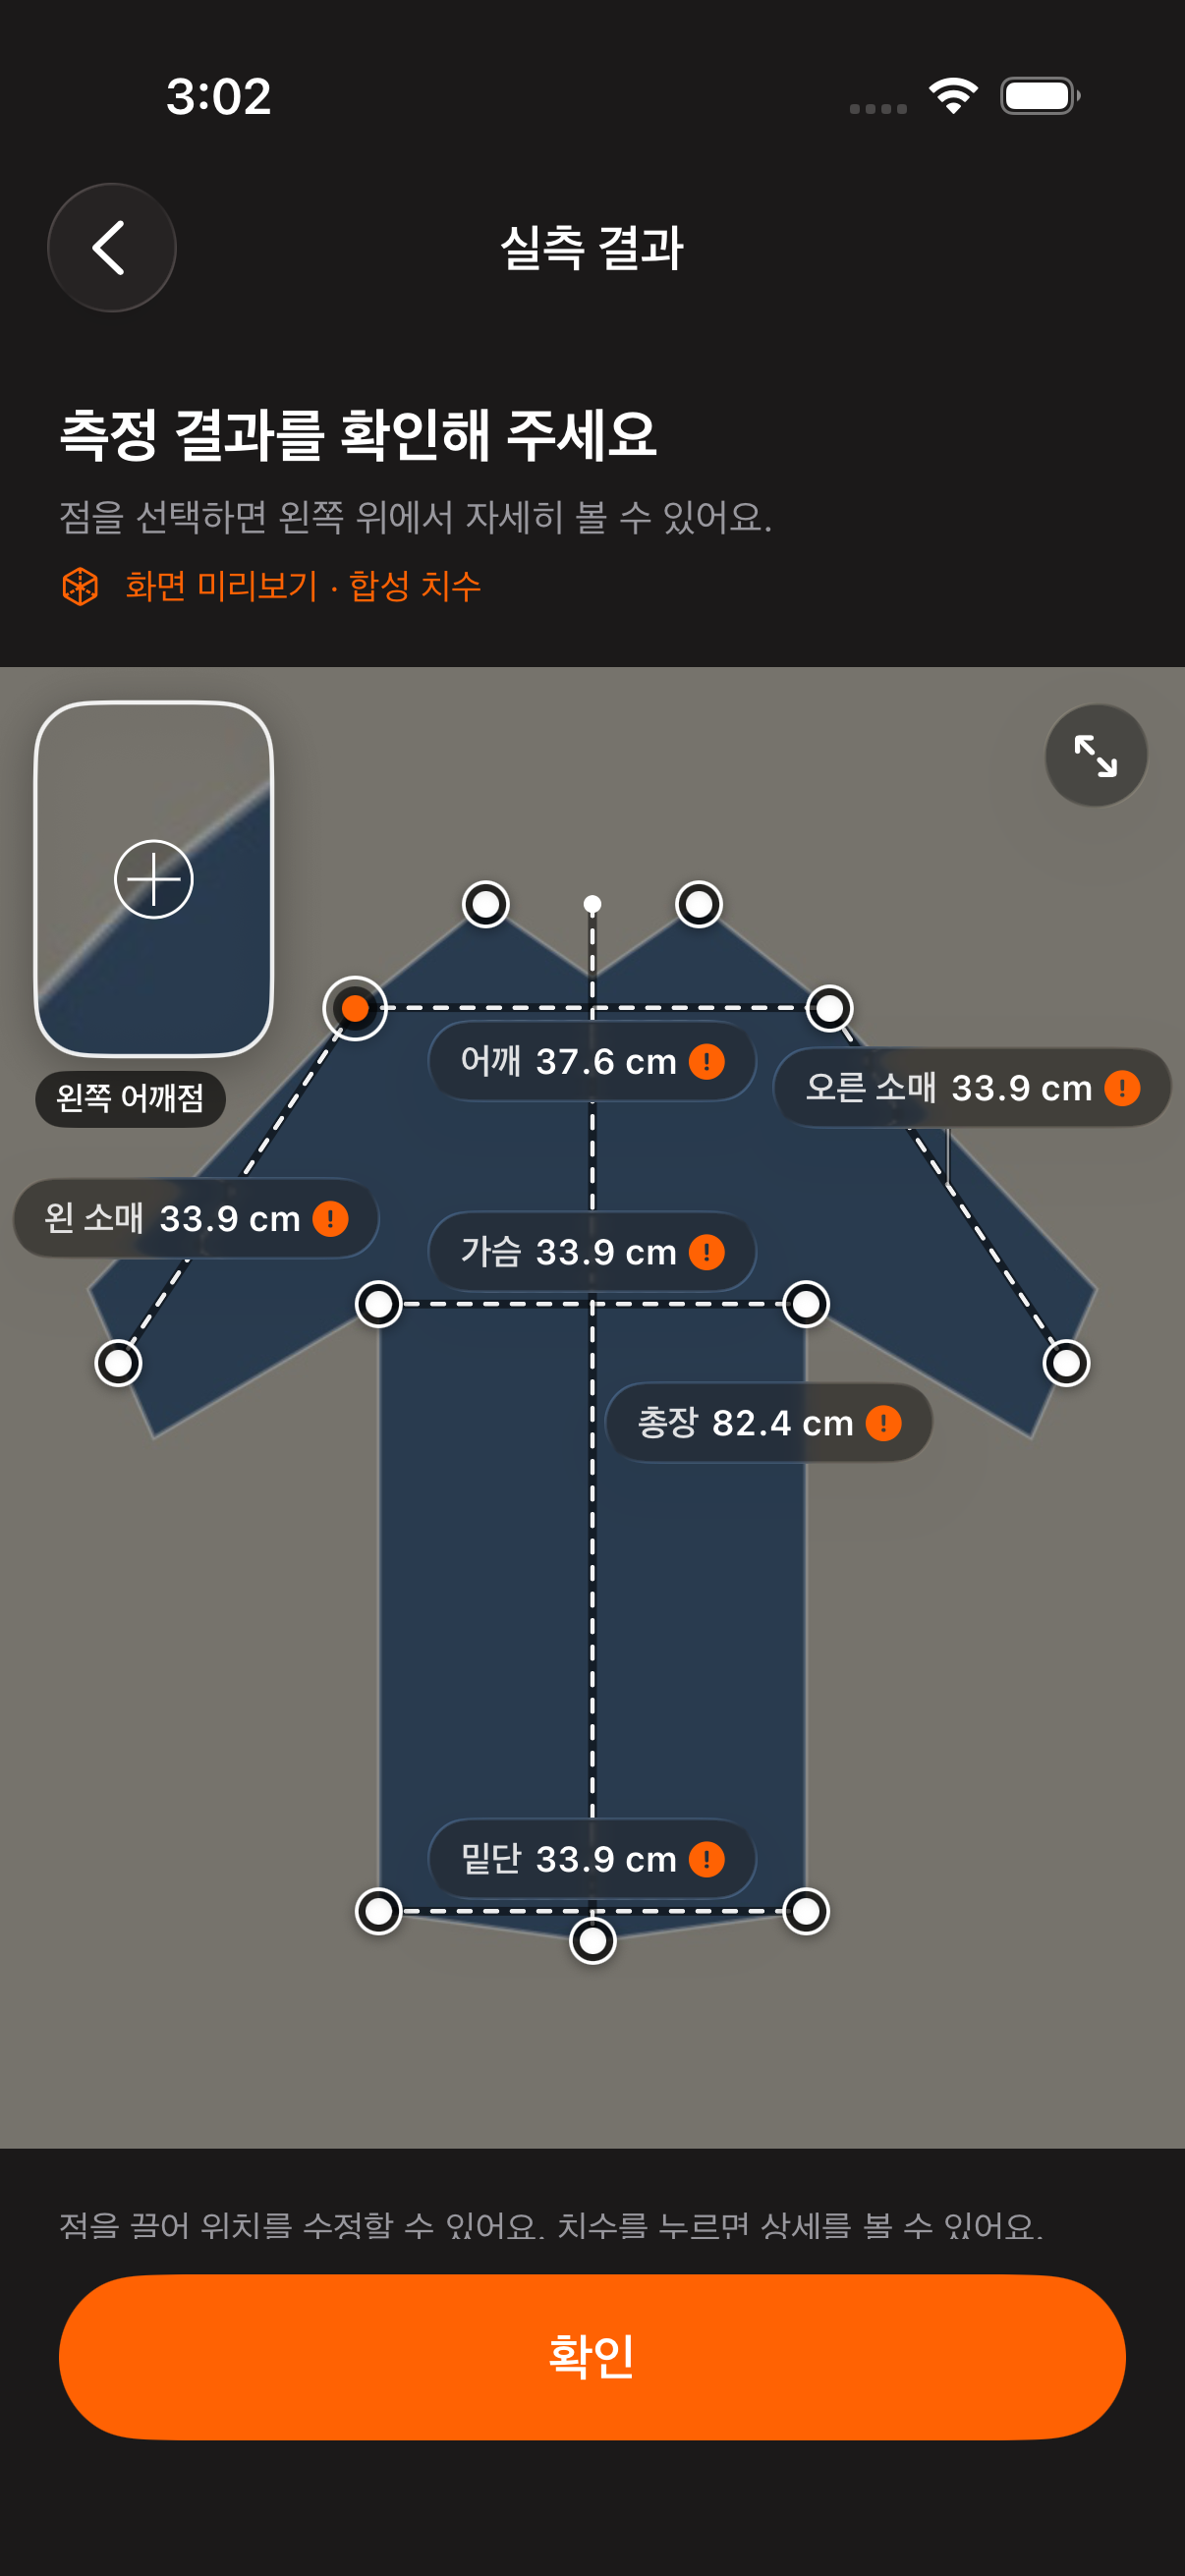 3:02
실측 결과
측정 결과를 확인해 주세요
점을 선택하면 왼쪽 위에서 자세히 볼 수 있어요.
화면 미리보기 · 합성 치수
왼쪽 어깨점
어깨 37.6 cm !
오른 소매 33.9 cm !
왼 소매 33.9 cm !
가슴 33.9 cm !
총장 82.4 cm !
밑단 33.9 cm !
점을 끌어 위치를 수정할 수 있어요. 치수를 누르면 상세를 볼 수 있어요.
확인